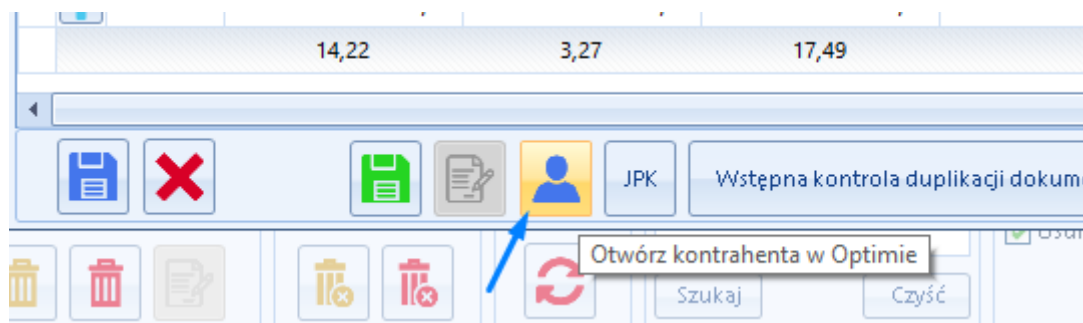 14,22 3,27 17,49
JPK Wstępna kontrola duplikacji dokum
Otwórz kontrahenta w Optimie
Szukaj Czyść